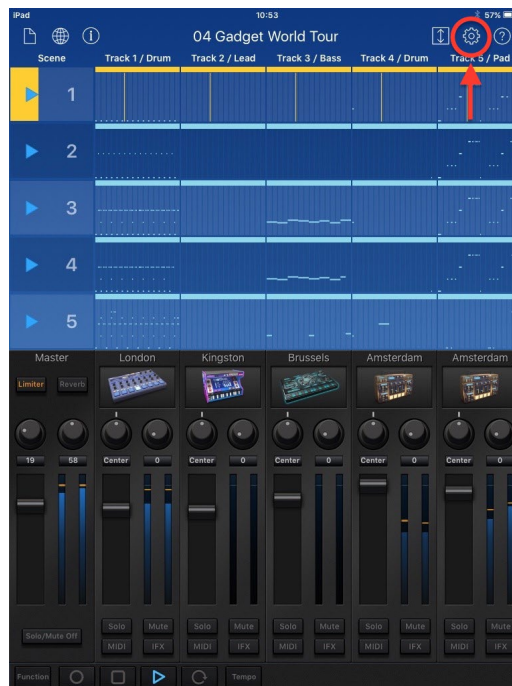 iPad 10:53 57%
04 Gadget World Tour
Scene Track 1 / Drum Track 2 / Lead Track 3 / Bass Track 4 / Drum Track 5 / Pad
1
2
3
4
5
Master London Kingston Brussels Amsterdam Amsterdam
Limiter Reverb
19 58 Center 0 Center 0 Center 0 Center 0 Center 0
Solo Mute Solo Mute Solo Mute Solo Mute Solo Mute
Solo/Mute Off
MIDI IFX MIDI IFX MIDI IFX MIDI IFX MIDI IFX
Function Tempo